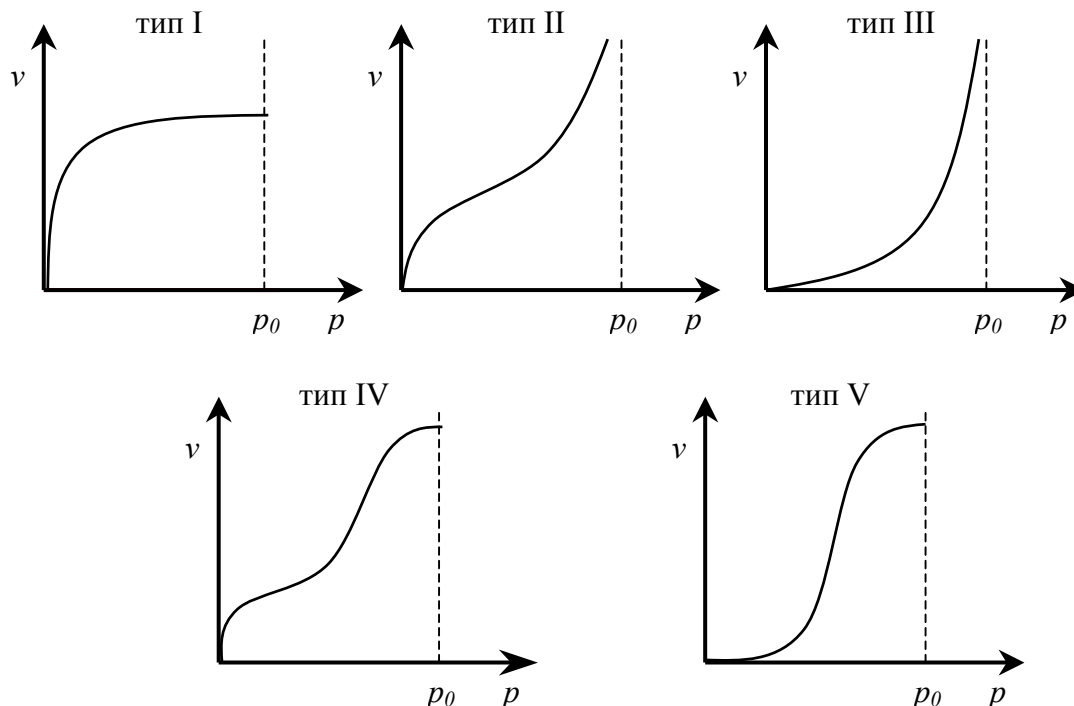 тип I
тип II
тип III
v
v
v
p₀ p
p₀ p
p₀ p
тип IV
тип V
v
v
p₀ p
p₀ p